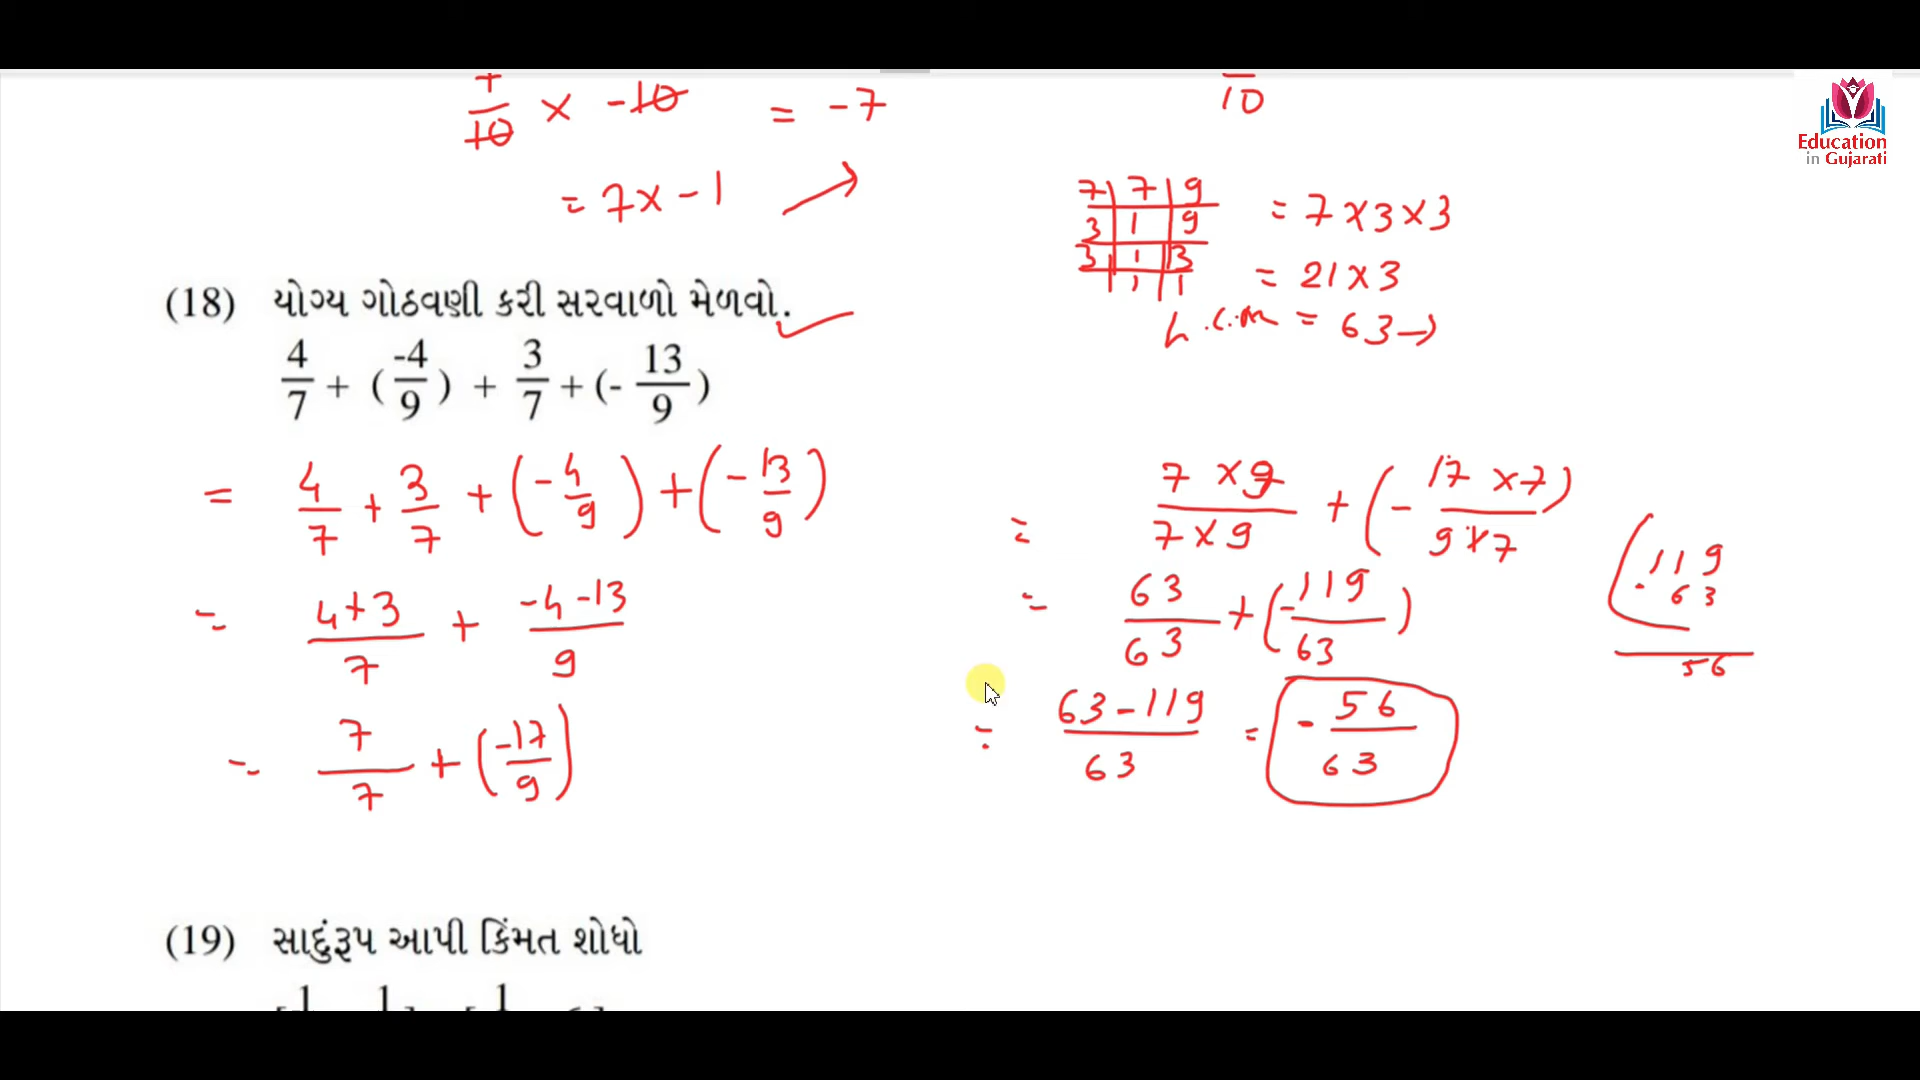 7/10 × -10 = -7
10
= 7x - 1
7 | 7 | 9 = 7 × 3 × 3
3 | 1 | 9
3 | 1 | 3 = 21 × 3
1 | 1
L.C.M = 63 →
Education
in Gujarati
(18) યોગ્ય ગોઠવણી કરી સરવાળો મેળવો.
4/7 + (-4/9) + 3/7 + (- 13/9)
= 4/7 + 3/7 + (-4/9) + (-13/9)
= 4+3/7 + -4-13/9
= 7/7 + (-17/9)
= 7 × 9/7 × 9 + (- 17 × 7/9 × 7)
= 63/63 + (-119/63)
= 63-119/63 = - 56/63
119
- 63
56
(19) સાદુંરૂપ આપી કિંમત શોધો